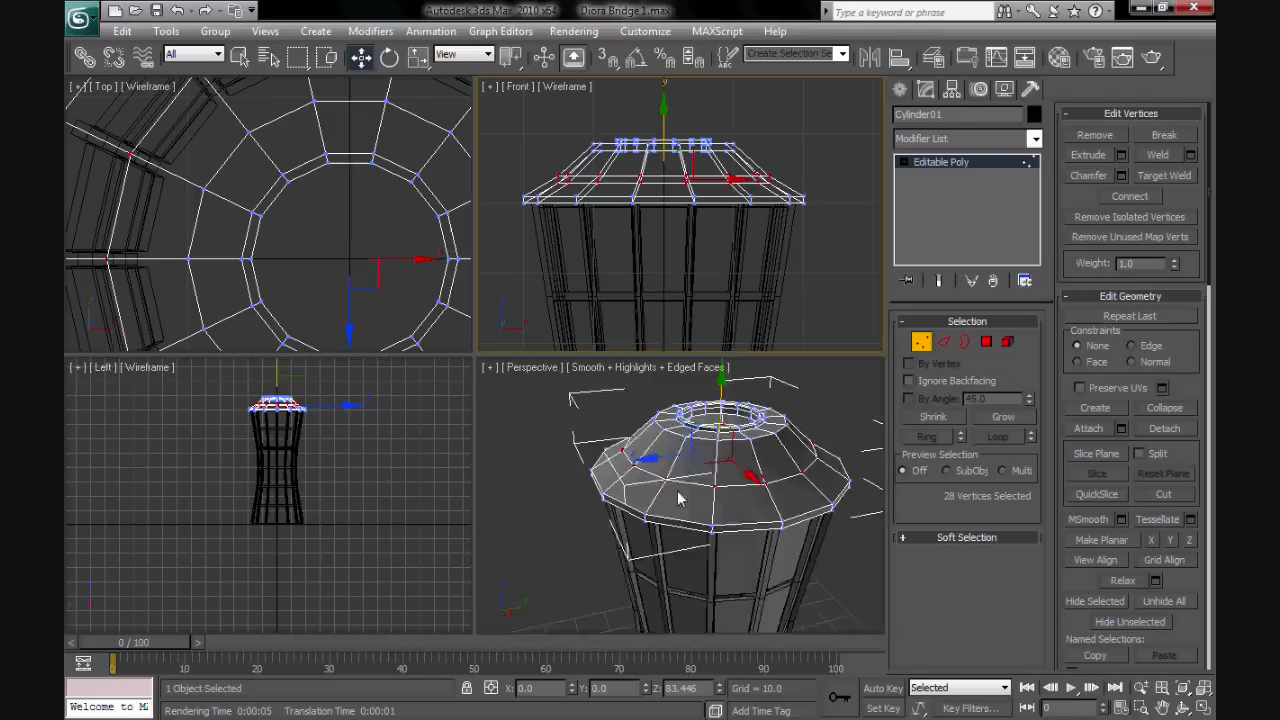 Autodesk 3ds Max 2010 x64 Diora Bridge 1.max
Type a keyword or phrase
Edit Tools Group Views Create Modifiers Animation Graph Editors Rendering Customize MAXScript Help
All View Create Selection Se
[ + ] [ Top ] [ Wireframe ]
[ + ] [ Front ] [ Wireframe ]
[ + ] [ Left ] [ Wireframe ]
[ + ] [ Perspective ] [ Smooth + Highlights + Edged Faces ]
Cylinder01
Modifier List
Editable Poly
- Selection
By Vertex
Ignore Backfacing
By Angle: 45.0
Shrink Grow
Ring Loop
Preview Selection
Off SubObj Multi
28 Vertices Selected
+ Soft Selection
- Edit Vertices
Remove Break
Extrude Weld
Chamfer Target Weld
Connect
Remove Isolated Vertices
Remove Unused Map Verts
Weight: 1.0
- Edit Geometry
Repeat Last
Constraints
None Edge
Face Normal
Preserve UVs
Create Collapse
Attach Detach
Slice Plane Split
Slice Reset Plane
QuickSlice Cut
MSmooth Tessellate
Make Planar X Y Z
View Align Grid Align
Relax
Hide Selected Unhide All
Hide Unselected
Named Selections:
Copy Paste
< 0 / 100 >
0 10 20 30 40 50 60 70 80 90 100
1 Object Selected X: 0.0 Y: 0.0 Z: 83.446 Grid = 10.0 Auto Key Selected
Welcome to M Rendering Time 0:00:05 Translation Time 0:00:01 Add Time Tag Set Key Key Filters... 0